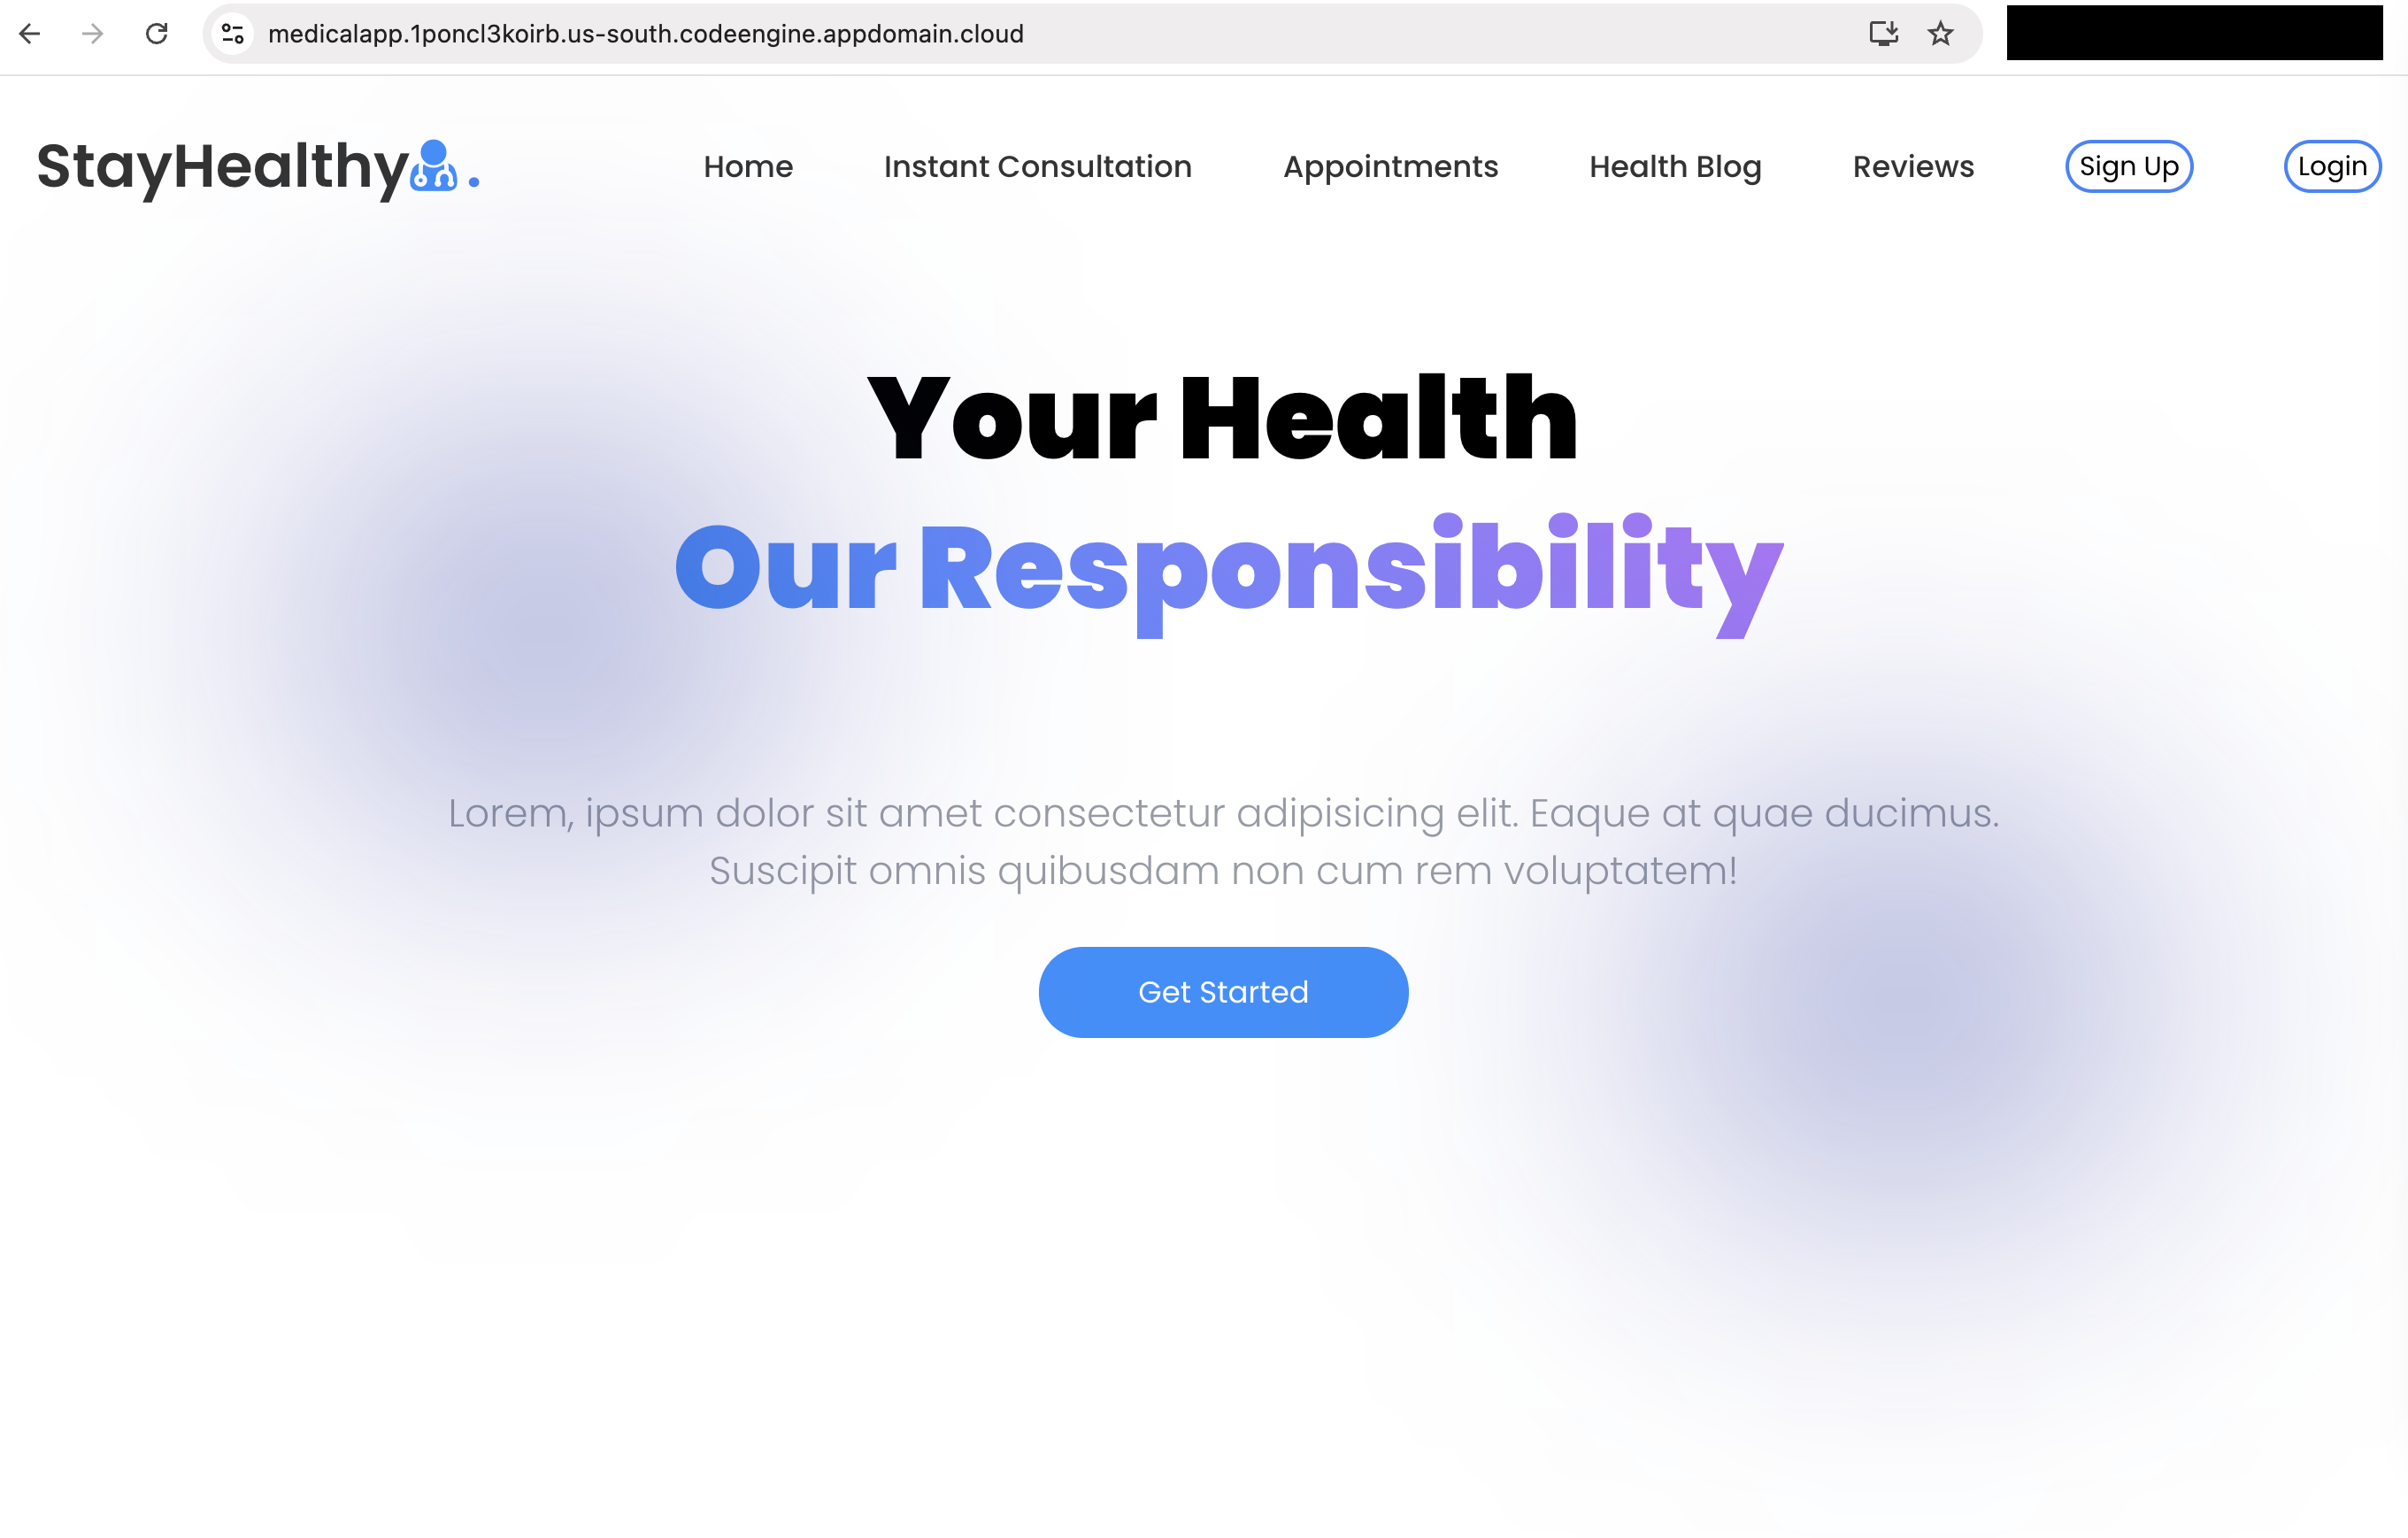 medicalapp.1poncl3koirb.us-south.codeengine.appdomain.cloud
StayHealthy. Home Instant Consultation Appointments Health Blog Reviews Sign Up Login
Your Health
Our Responsibility
Lorem, ipsum dolor sit amet consectetur adipisicing elit. Eaque at quae ducimus.
Suscipit omnis quibusdam non cum rem voluptatem!
Get Started